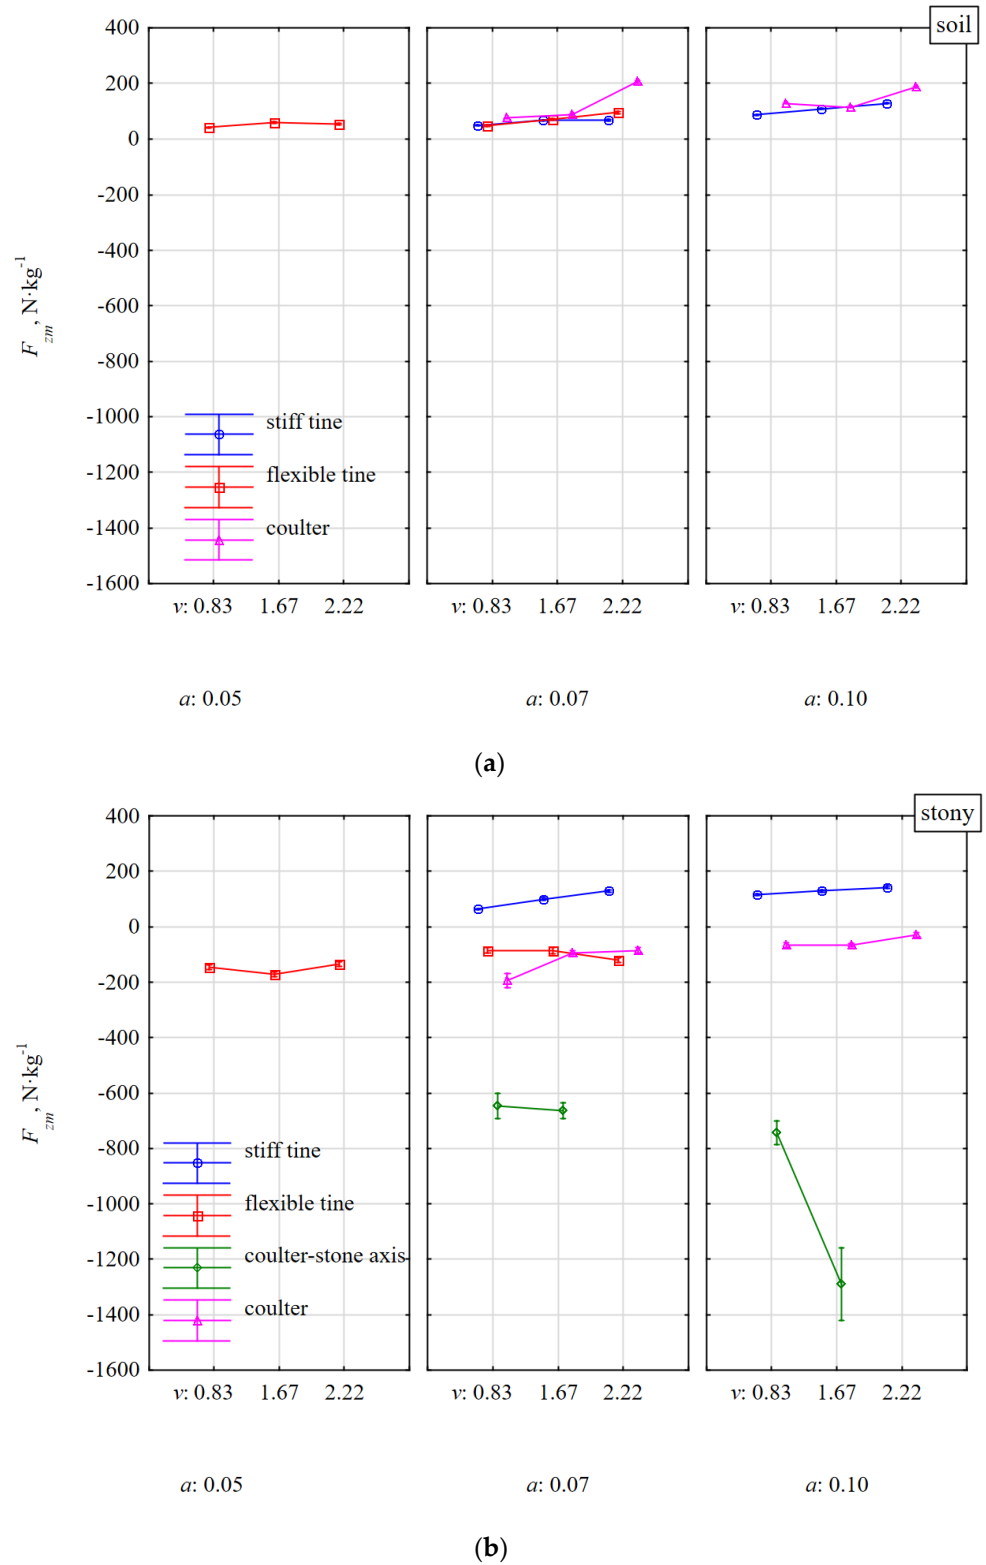 soil
400
200
0
-200
-400
-600
-800
-1000
-1200
-1400
-1600
F zm , N·kg-1
stiff tine
flexible tine
coulter
v: 0.83 1.67 2.22 v: 0.83 1.67 2.22 v: 0.83 1.67 2.22
a: 0.05 a: 0.07 a: 0.10
(a)
stony
400
200
0
-200
-400
-600
-800
-1000
-1200
-1400
-1600
F zm , N·kg-1
stiff tine
flexible tine
coulter-stone axis
coulter
v: 0.83 1.67 2.22 v: 0.83 1.67 2.22 v: 0.83 1.67 2.22
a: 0.05 a: 0.07 a: 0.10
(b)